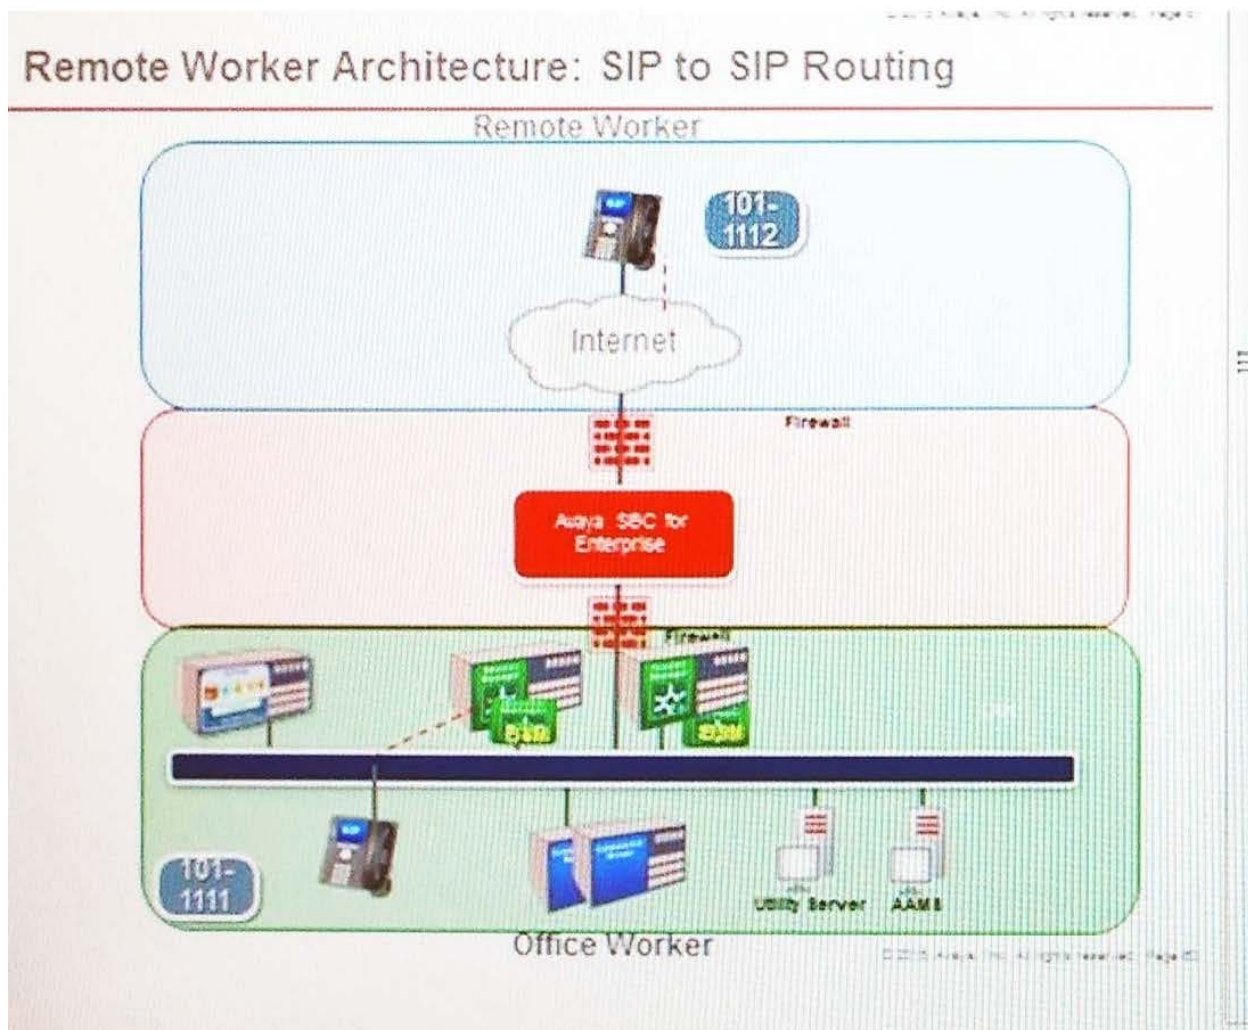 Remote Worker Architecture: SIP to SIP Routing
Remote Worker
101-
1112
Internet
Firewall
Avaya SBC for
Enterprise
Firewall
101-
1111
Utility Server
Office Worker